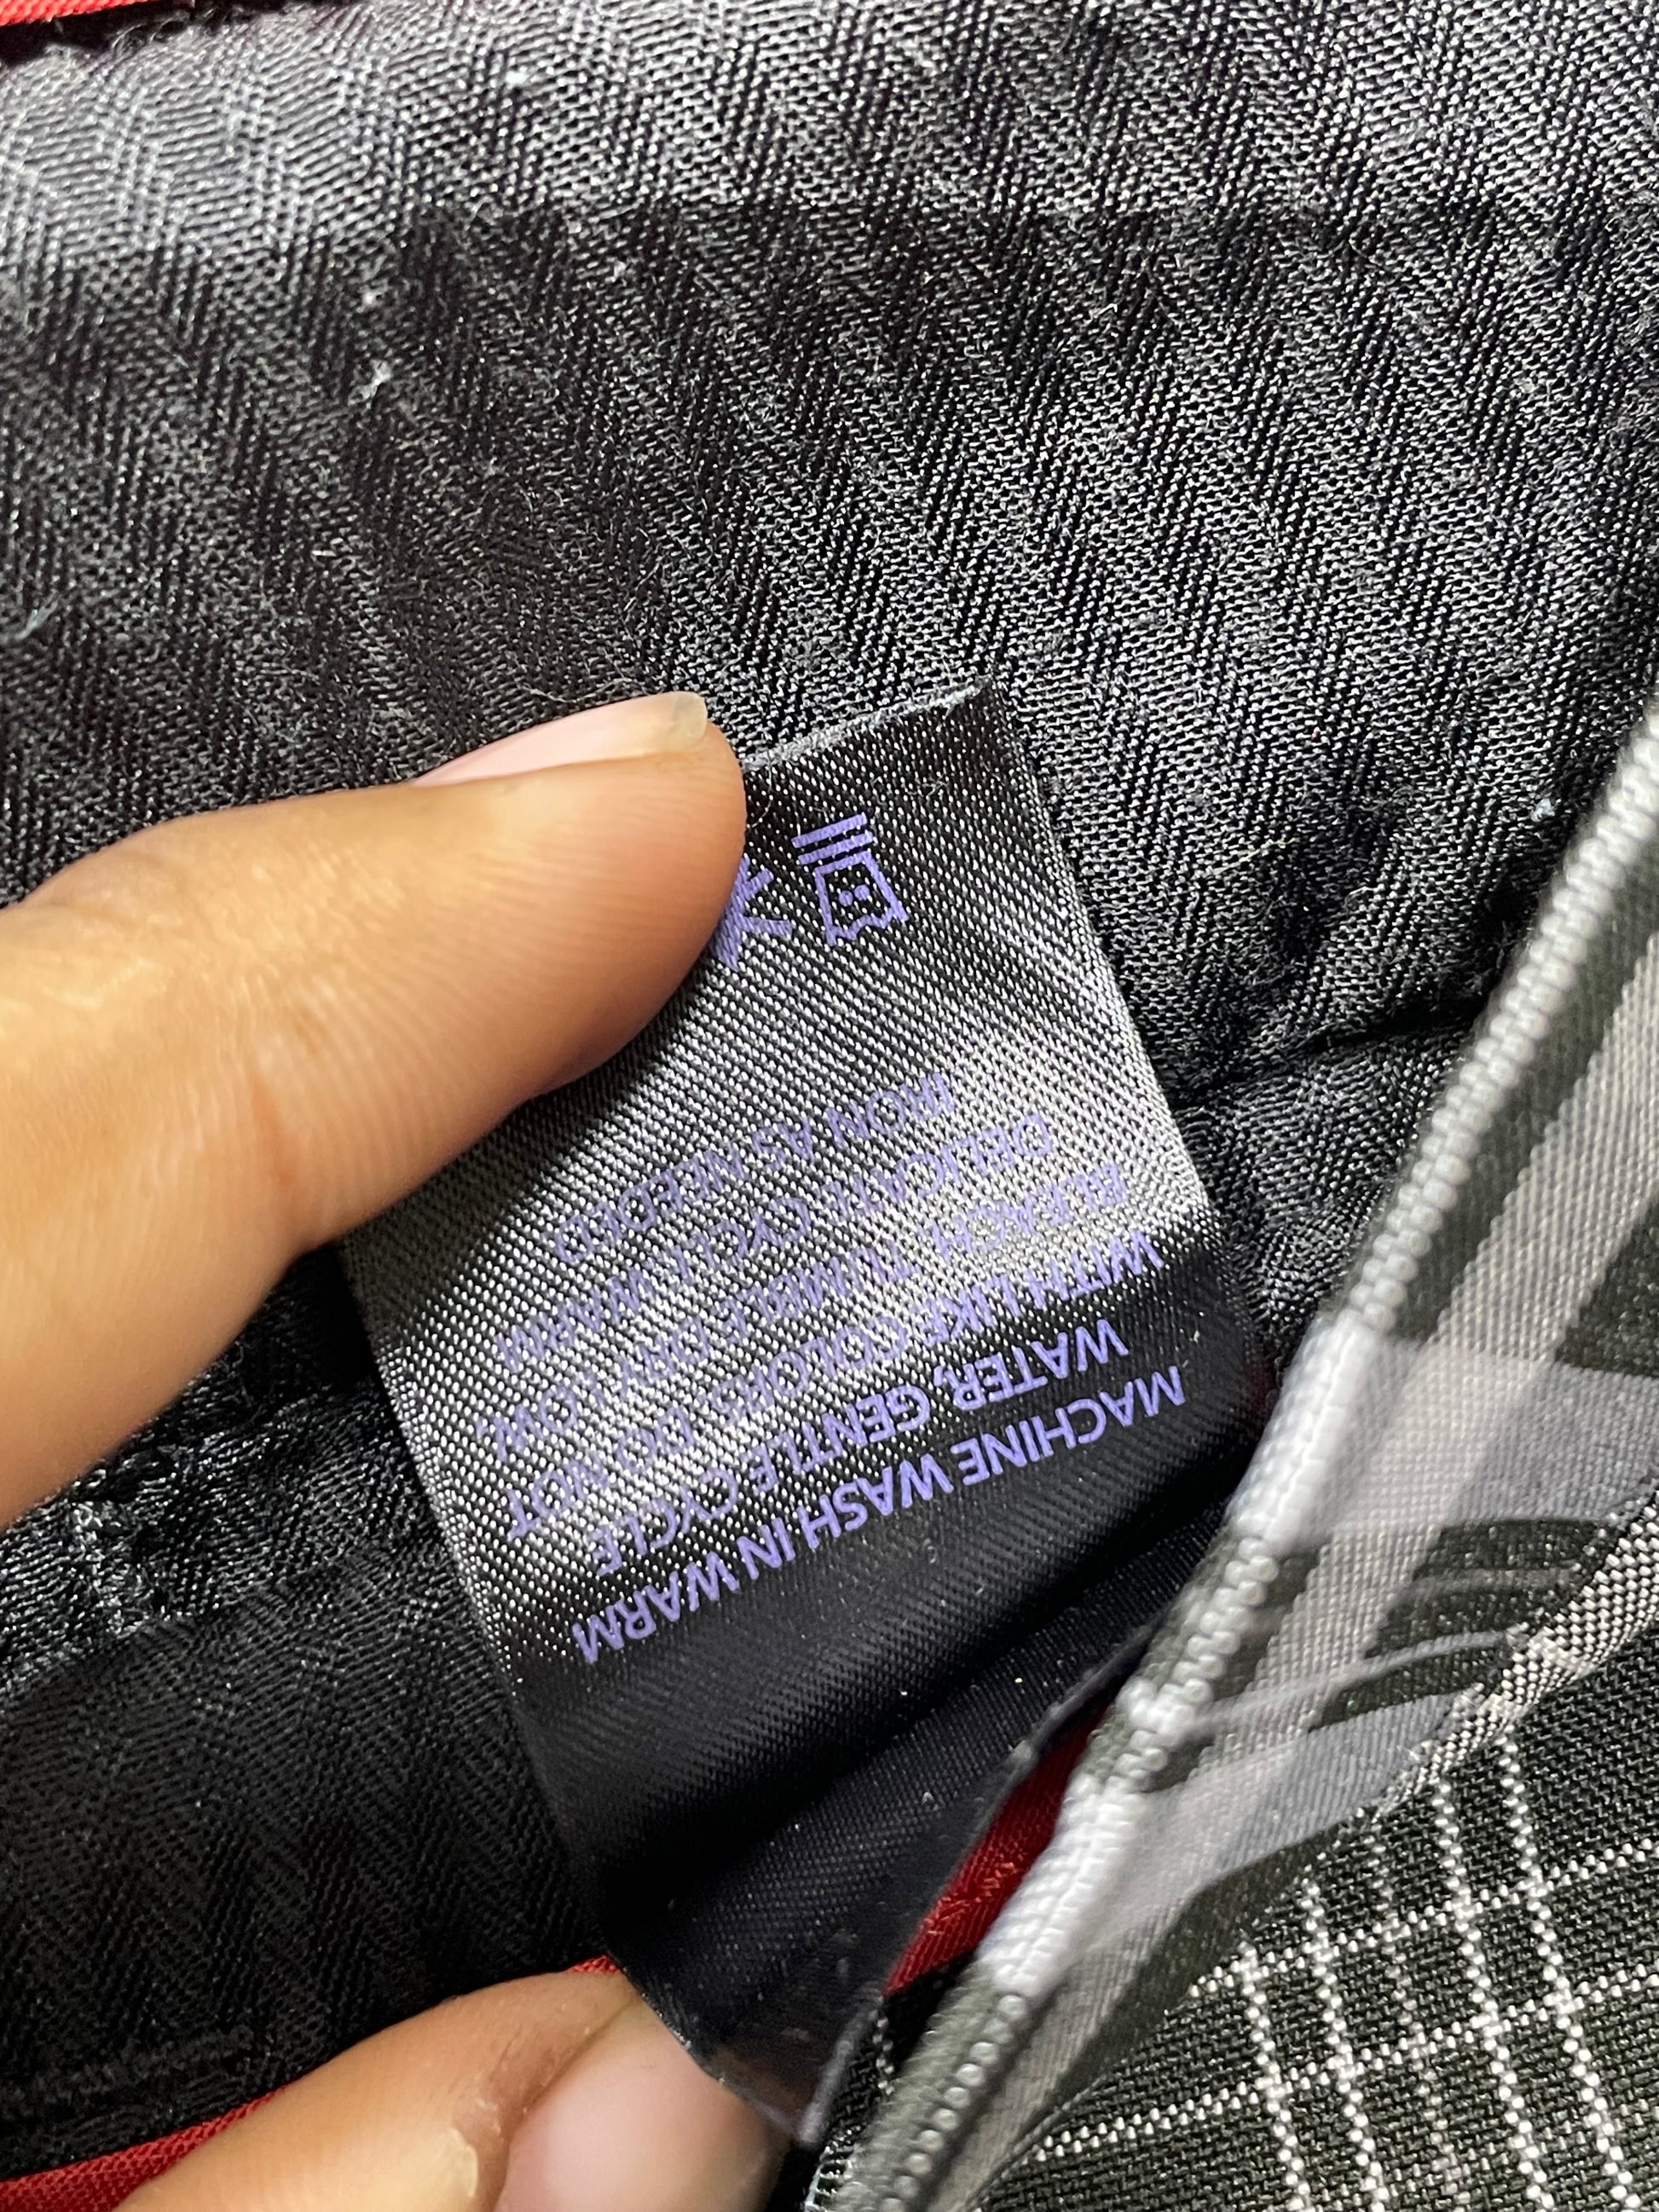 MACHINE WASH IN WARM
WATER, GENTLE CYCLE
WITH LIKE COLORS. DO NOT
BLEACH. TUMBLE DRY LOW,
DELICATE CYCLE. WARM
IRON AS NEEDED